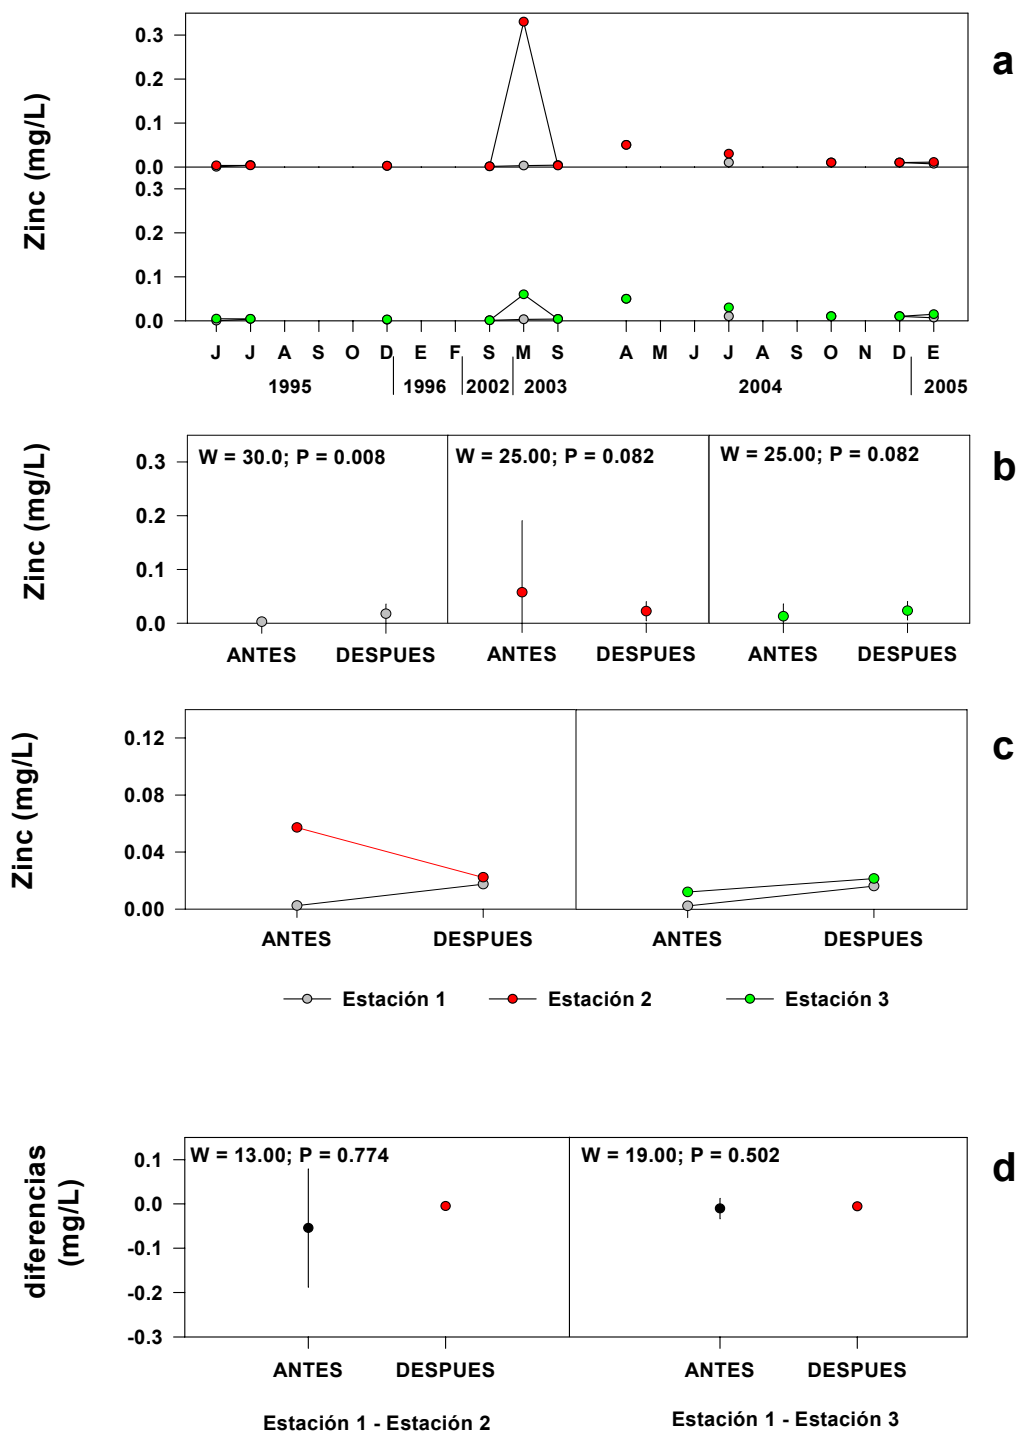 a
Zinc (mg/L)
0.3
0.2
0.1
0.0
0.3
0.2
0.1
0.0
J J A S O D E F S M S A M J J A S O N D E
1995 1996 2002 2003 2004 2005
b
Zinc (mg/L)
0.3
0.2
0.1
0.0
W = 30.0; P = 0.008 W = 25.00; P = 0.082 W = 25.00; P = 0.082
ANTES DESPUES ANTES DESPUES ANTES DESPUES
c
Zinc (mg/L)
0.12
0.08
0.04
0.00
ANTES DESPUES ANTES DESPUES
Estación 1 Estación 2 Estación 3
d
diferencias
(mg/L)
0.1
0.0
-0.1
-0.2
-0.3
W = 13.00; P = 0.774 W = 19.00; P = 0.502
ANTES DESPUES ANTES DESPUES
Estación 1 - Estación 2 Estación 1 - Estación 3